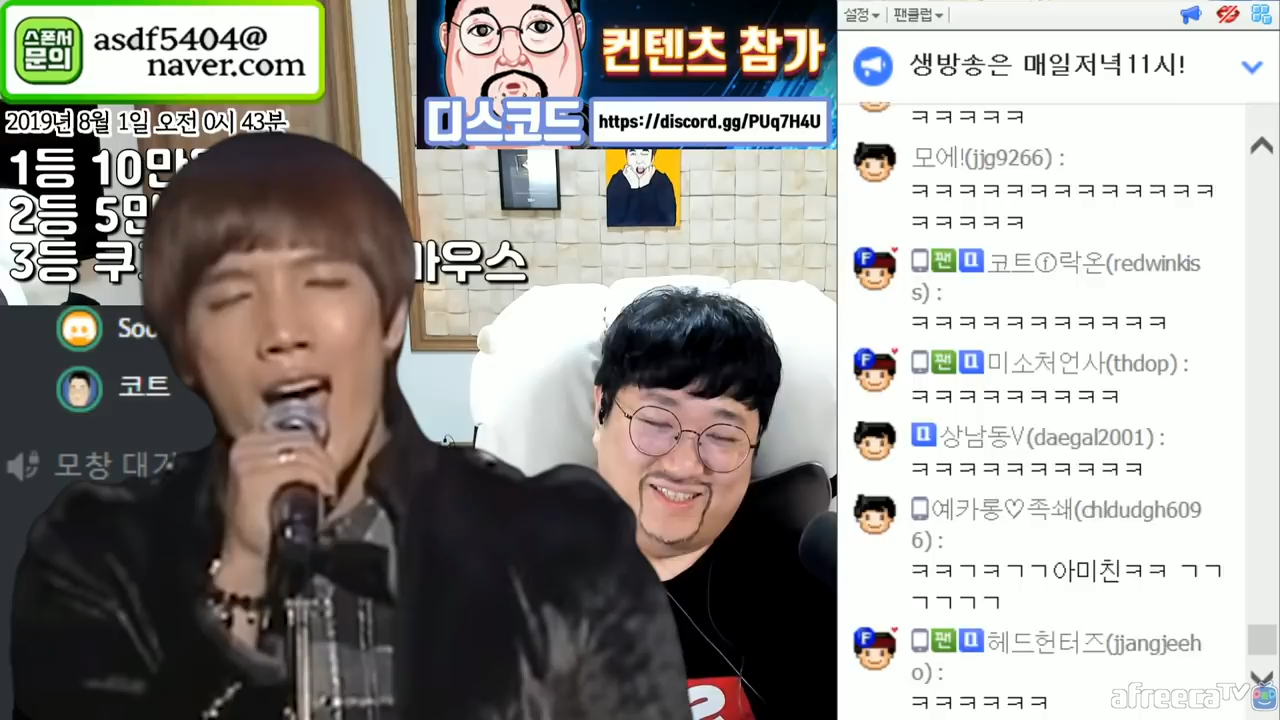 스폰서
문의
asdf5404@
naver.com
2019년 8월 1일 오전 0시 43분
1등 10만
2등 5만
3등
마우스
코트
모창
컨텐츠 참가
디스코드
https://discord.gg/PUq7H4U
설정
팬클럽
생방송은 매일저녁11시!
ㅋㅋㅋㅋㅋ
모에!(jjg9266) :
ㅋㅋㅋㅋㅋㅋㅋㅋㅋㅋㅋㅋㅋ
ㅋㅋㅋㅋㅋ
F 팬 Q 코트ⓕ락온(redwinkis
s) :
ㅋㅋㅋㅋㅋㅋㅋㅋㅋㅋㅋ
F 팬 Q 미소처언사(thdop) :
ㅋㅋㅋㅋㅋㅋㅋㅋㅋ
Q 상남동V(daegal2001) :
ㅋㅋㅋㅋㅋㅋㅋㅋㅋㅋ
예카롱♡족쇄(chldudgh609
6) :
ㅋㅋㄱㅋㄱㄱ아미친ㅋㅋ ㄱㄱ
ㄱㄱㄱㄱ
F 팬 Q 헤드헌터즈(jjangjeeh
o) :
ㅋㅋㅋㅋㅋㅋ
afreecaTV